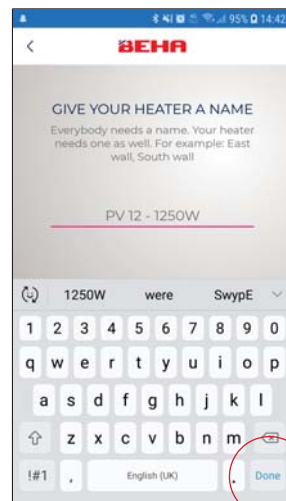 95% 14:42
BEHA
GIVE YOUR HEATER A NAME
Everybody needs a name. Your heater
needs one as well. For example: East
wall, South wall
PV 12 - 1250W
1250W were SwypE
1 2 3 4 5 6 7 8 9 0
q w e r t y u i o p
a s d f g h j k l
z x c v b n m
!#1 , English (UK) . Done